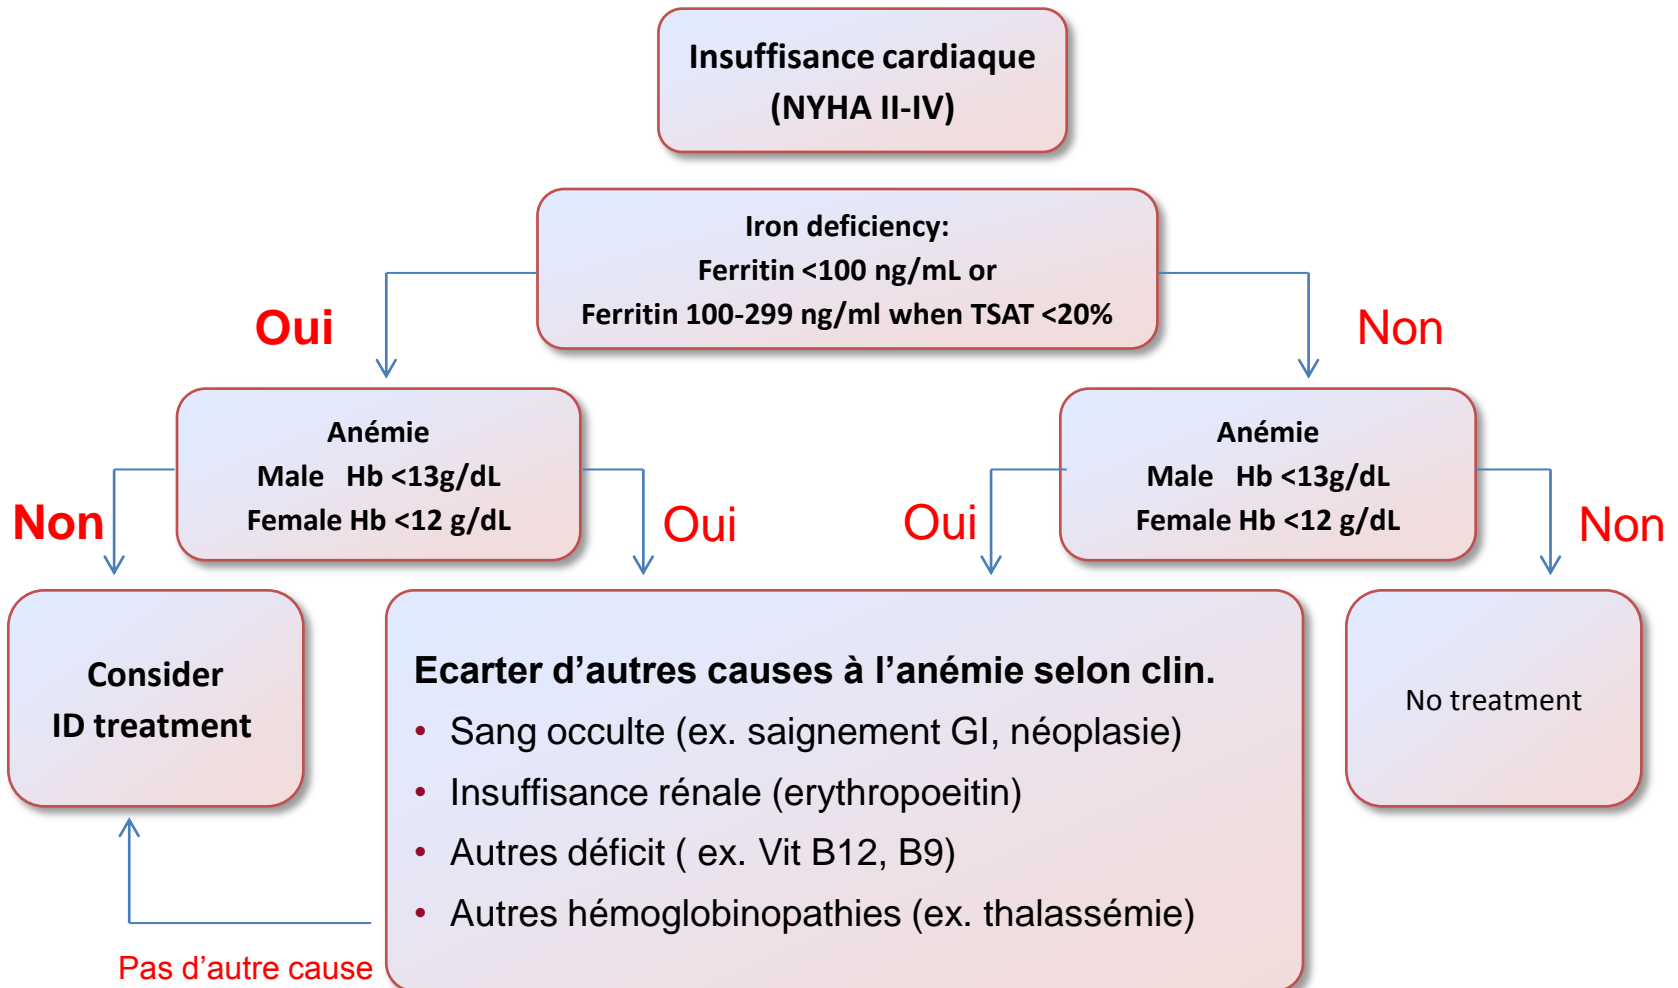 Insuffisance cardiaque
(NYHA II-IV)
Iron deficiency:
Ferritin <100 ng/mL or
Ferritin 100-299 ng/ml when TSAT <20%
Oui
Non
Anémie
Male Hb <13g/dL
Female Hb <12 g/dL
Anémie
Male Hb <13g/dL
Female Hb <12 g/dL
Non
Oui
Oui
Non
Consider
ID treatment
Ecarter d’autres causes à l’anémie selon clin.
• Sang occulte (ex. saignement GI, néoplasie)
• Insuffisance rénale (erythropoeitin)
• Autres déficit ( ex. Vit B12, B9)
• Autres hémoglobinopathies (ex. thalassémie)
No treatment
Pas d’autre cause